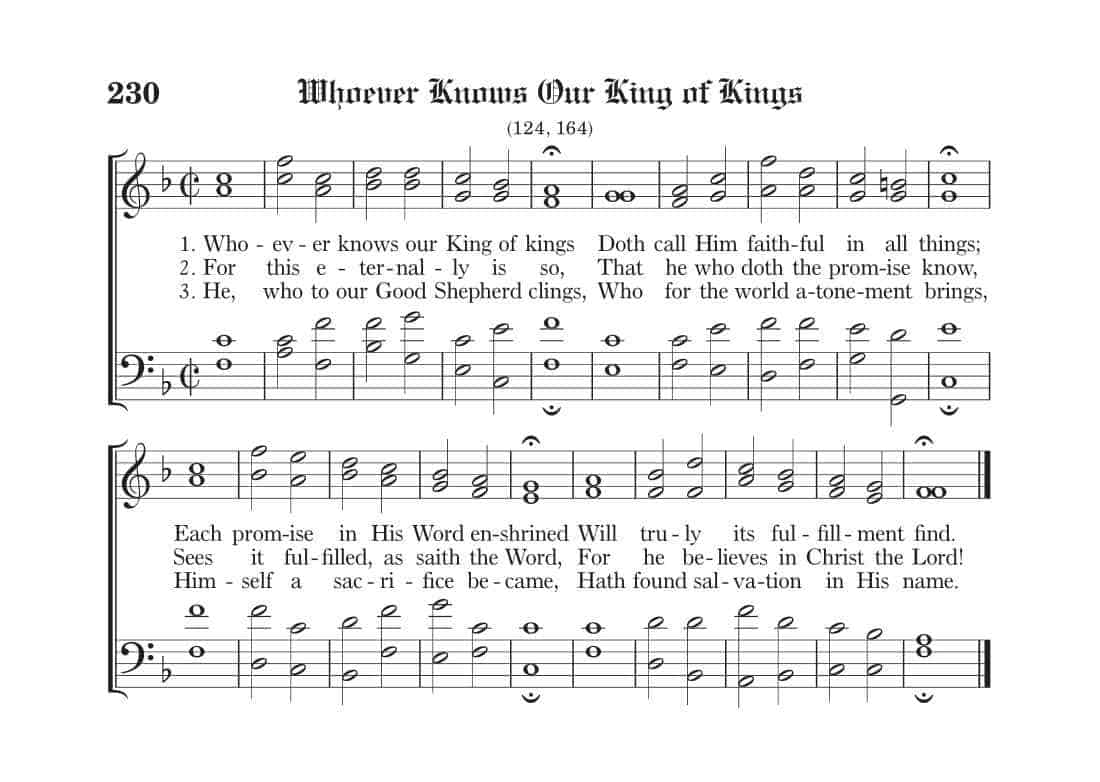 230 Whoever Knows Our King of Kings
(124, 164)
1. Who - ev - er knows our King of kings Doth call Him faith-ful in all things;
2. For this e - ter-nal - ly is so, That he who doth the prom-ise know,
3. He, who to our Good Shepherd clings, Who for the world a-tone-ment brings,
Each prom-ise in His Word en-shrined Will tru - ly its ful - fill - ment find.
Sees it ful-filled, as saith the Word, For he be-lieves in Christ the Lord!
Him - self a sac - ri - fice be-came, Hath found sal-va-tion in His name.